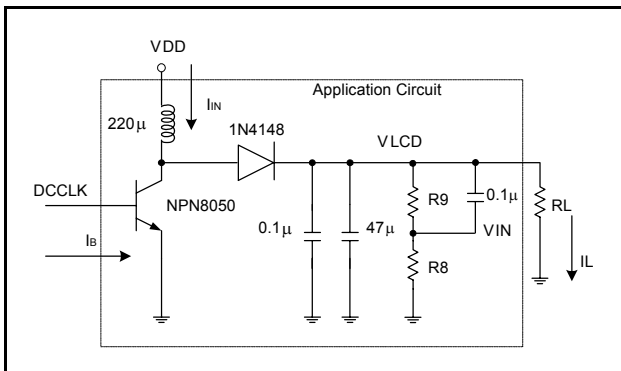 VDD
Application Circuit
IIN
220μ
1N4148
VLCD
DCCLK
NPN8050
R9
0.1μ
RL
0.1μ
47μ
VIN
IB
R8
IL